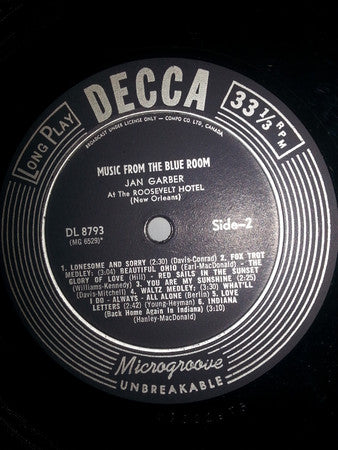 DECCA
LONG PLAY
33 1/3 RPM
BROADCAST UNDER LICENSE ONLY — COMPO CO LTD, CANADA.
MUSIC FROM THE BLUE ROOM
JAN GARBER
At The ROOSEVELT HOTEL
(New Orleans)
DL 8793
(MG 6529)*
Side-2
1. LONESOME AND SORRY (2:30) (Davis-Conrad) 2. FOX TROT
MEDLEY: (3:04) BEAUTIFUL OHIO (Earl-MacDonald) - THE
GLORY OF LOVE (Hill) - RED SAILS IN THE SUNSET
(Williams-Kennedy) 3. YOU ARE MY SUNSHINE (2:25)
(Davis-Mitchell) 4. WALTZ MEDLEY: (3:30) WHAT'LL
I DO - ALWAYS - ALL ALONE (Berlin) 5. LOVE
LETTERS (2:42) (Young-Heyman) 6. INDIANA
(Back Home Again in Indiana) (3:10)
(Hanley-MacDonald)
Microgroove
UNBREAKABLE